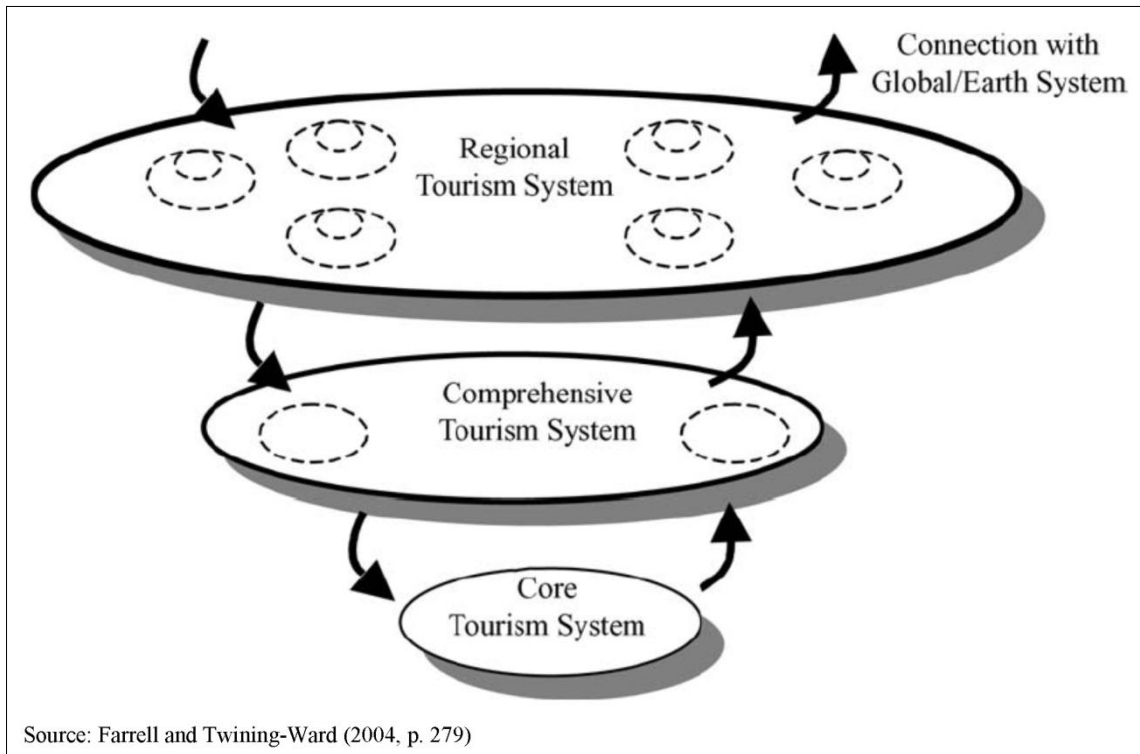 Connection with
Global/Earth System
Regional
Tourism System
Comprehensive
Tourism System
Core
Tourism System
Source: Farrell and Twining-Ward (2004, p. 279)